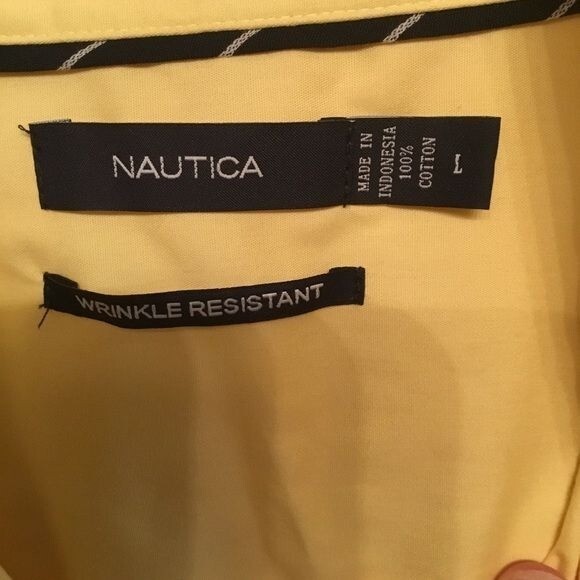 NAUTICA
MADE IN
INDONESIA
100%
COTTON
L
WRINKLE RESISTANT